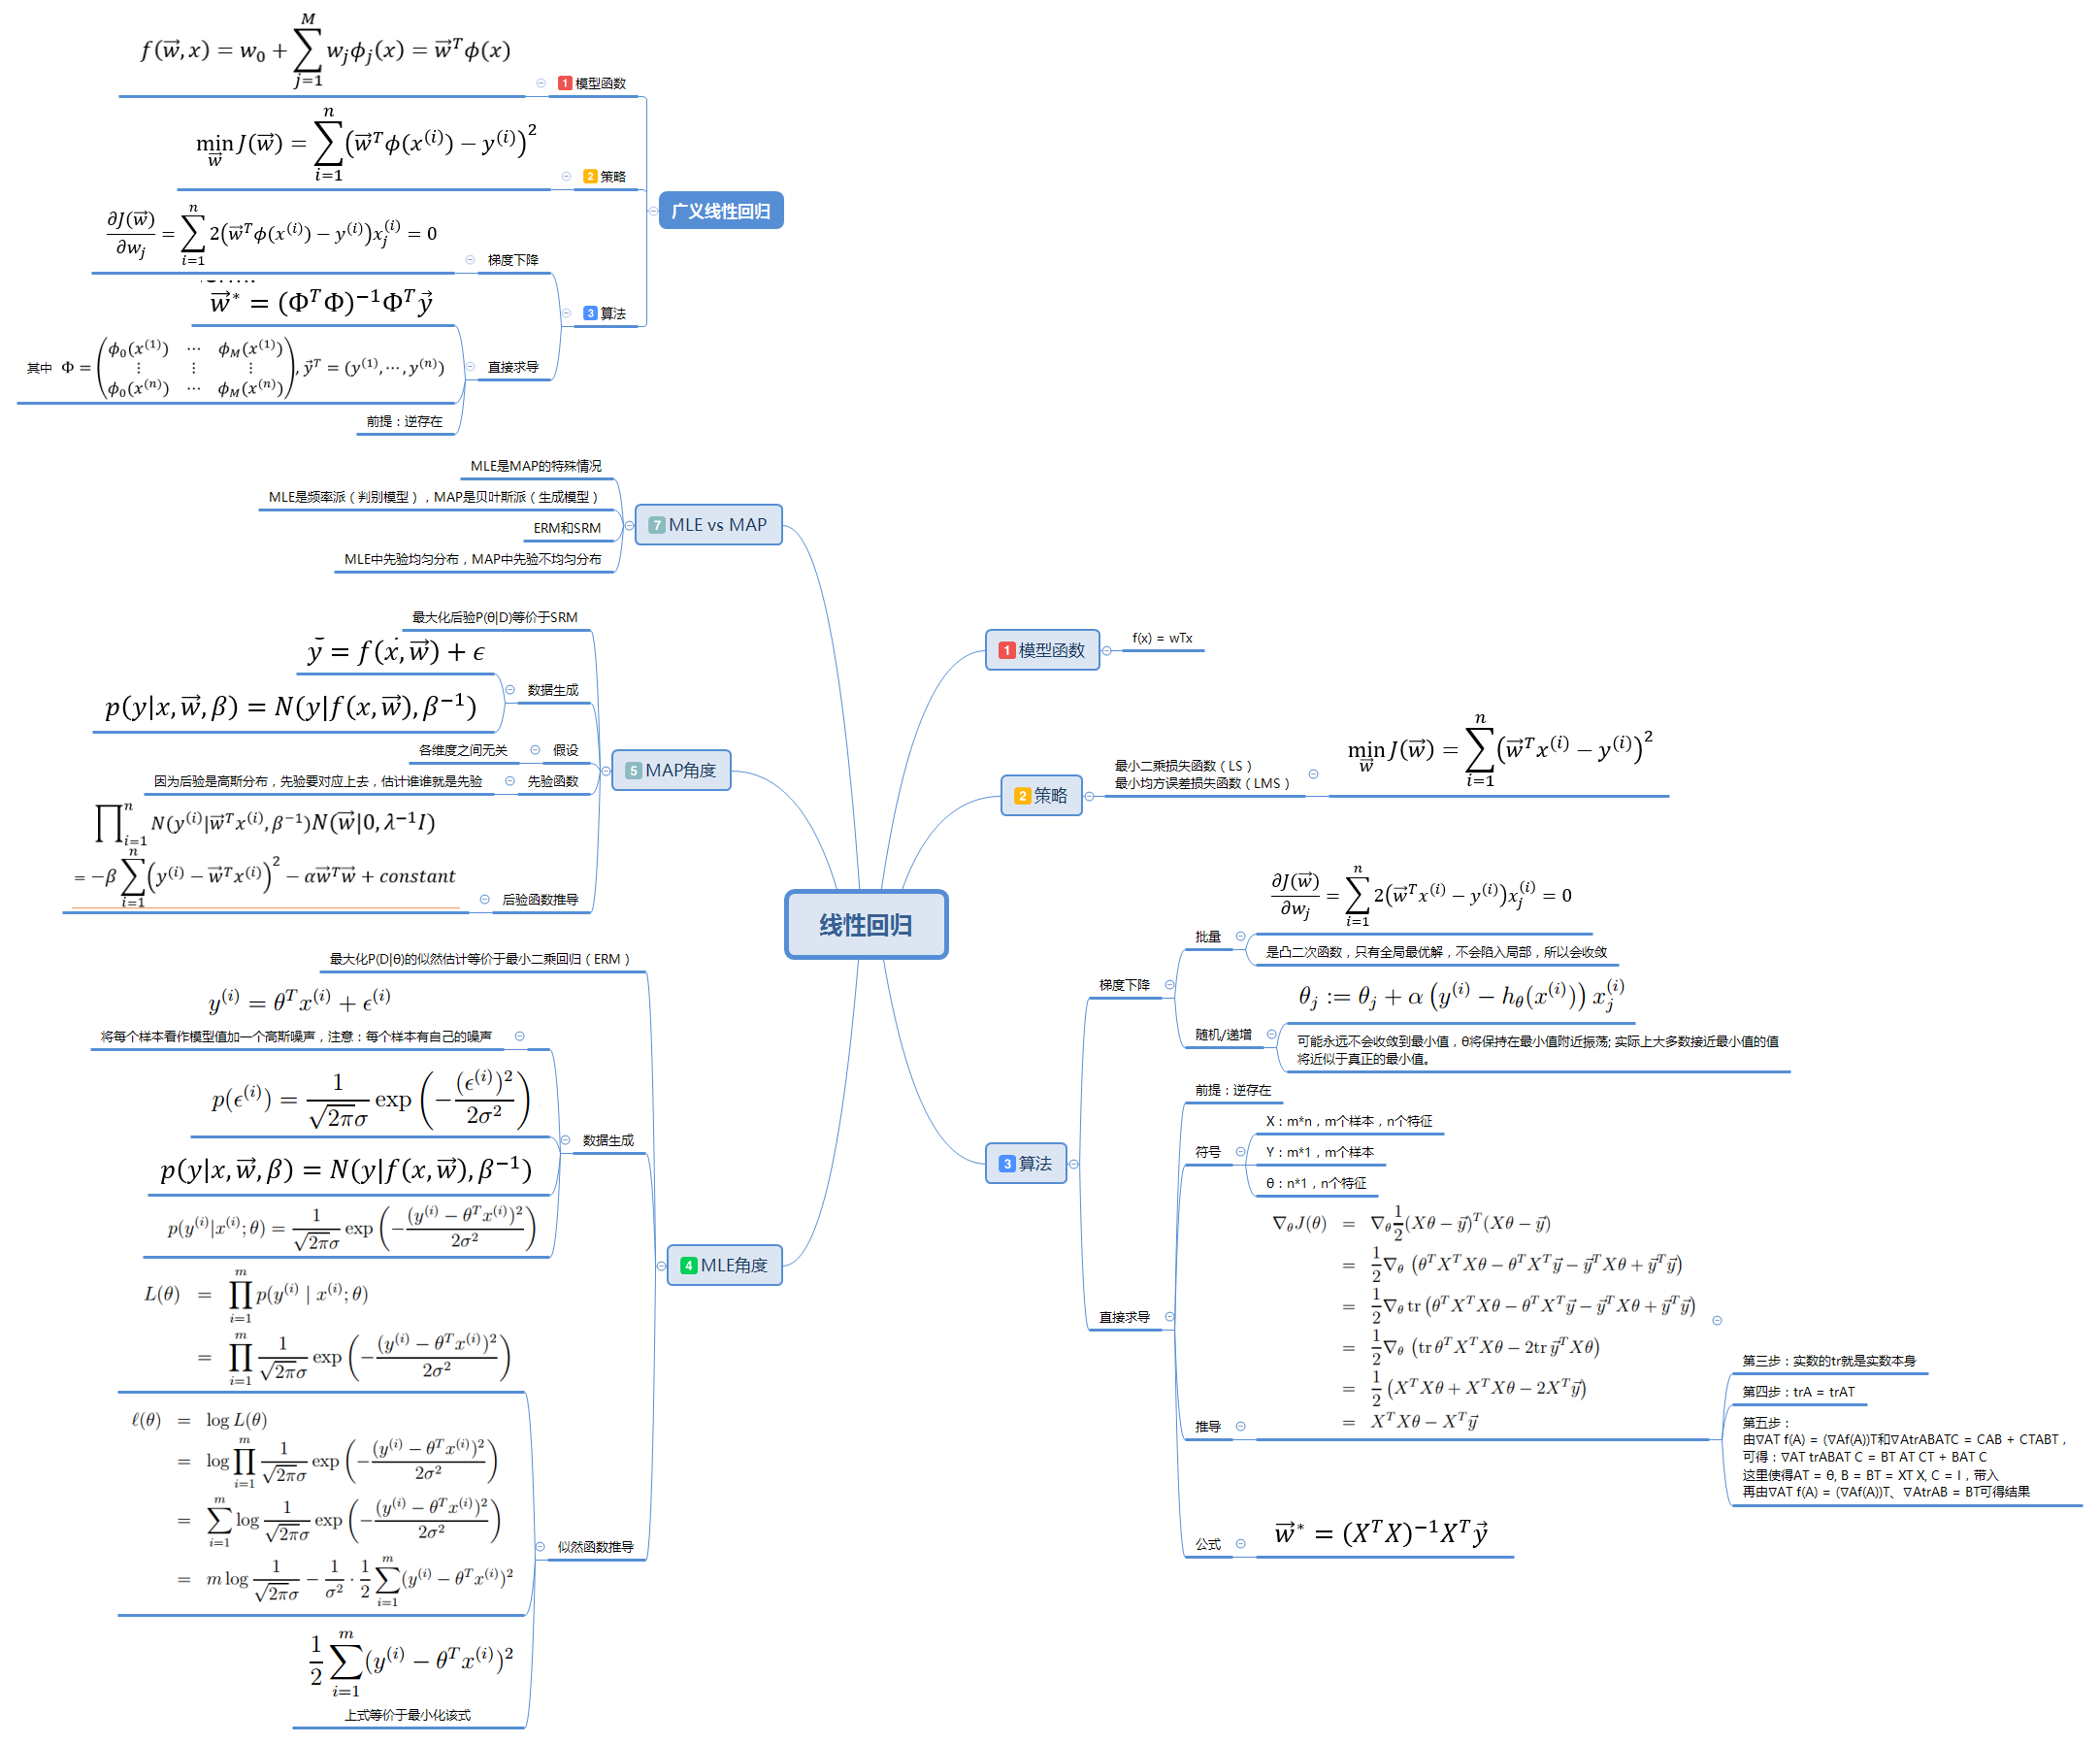 线性回归
1 模型函数
f(x) = wTx
2 策略
最小二乘损失函数（LS）
最小均方误差损失函数（LMS）
$\min_{\vec{w}} J(\vec{w}) = \sum_{i=1}^{n} (\vec{w}^T x^{(i)} - y^{(i)})^2$
3 算法
梯度下降
批量
$\frac{\partial J(\vec{w})}{\partial w_j} = \sum_{i=1}^{n} 2(\vec{w}^T x^{(i)} - y^{(i)}) x_j^{(i)} = 0$
是凸二次函数，只有全局最优解，不会陷入局部，所以会收敛
随机/递增
$\theta_j := \theta_j + \alpha (y^{(i)} - h_\theta(x^{(i)})) x_j^{(i)}$
可能永远不会收敛到最小值，θ将保持在最小值附近振荡; 实际上大多数接近最小值的值
将近似于真正的最小值。
直接求导
前提：逆存在
符号
X：m*n，m个样本，n个特征
Y：m*1，m个样本
θ：n*1，n个特征
推导
$\nabla_\theta J(\theta) = \nabla_\theta \frac{1}{2} (X\theta - \vec{y})^T (X\theta - \vec{y})$
$= \frac{1}{2} \nabla_\theta (\theta^T X^T X\theta - \theta^T X^T \vec{y} - \vec{y}^T X\theta + \vec{y}^T \vec{y})$
$= \frac{1}{2} \nabla_\theta \mathrm{tr} (\theta^T X^T X\theta - \theta^T X^T \vec{y} - \vec{y}^T X\theta + \vec{y}^T \vec{y})$
$= \frac{1}{2} \nabla_\theta (\mathrm{tr}\, \theta^T X^T X\theta - 2\mathrm{tr}\, \vec{y}^T X\theta)$
$= \frac{1}{2} (X^T X\theta + X^T X\theta - 2X^T \vec{y})$
$= X^T X\theta - X^T \vec{y}$
第三步：实数的tr就是实数本身
第四步：trA = trAT
第五步：
由∇AT f(A) = (∇Af(A))T和∇AtrABATC = CAB + CTABT，
可得：∇AT trABAT C = BT AT CT + BAT C
这里使得AT = θ, B = BT = XT X, C = I，带入
再由∇AT f(A) = (∇Af(A))T、∇AtrAB = BT可得结果
公式
$\vec{w}^* = (X^T X)^{-1} X^T \vec{y}$
4 MLE角度
最大化P(D|θ)的似然估计等价于最小二乘回归（ERM）
数据生成
$y^{(i)} = \theta^T x^{(i)} + \epsilon^{(i)}$
将每个样本看作模型值加一个高斯噪声，注意：每个样本有自己的噪声
$p(\epsilon^{(i)}) = \frac{1}{\sqrt{2\pi}\sigma} \exp\left(-\frac{(\epsilon^{(i)})^2}{2\sigma^2}\right)$
$p(y|x, \vec{w}, \beta) = N(y|f(x, \vec{w}), \beta^{-1})$
$p(y^{(i)}|x^{(i)}; \theta) = \frac{1}{\sqrt{2\pi}\sigma} \exp\left(-\frac{(y^{(i)} - \theta^T x^{(i)})^2}{2\sigma^2}\right)$
似然函数推导
$L(\theta) = \prod_{i=1}^{m} p(y^{(i)} | x^{(i)}; \theta)$
$= \prod_{i=1}^{m} \frac{1}{\sqrt{2\pi}\sigma} \exp\left(-\frac{(y^{(i)} - \theta^T x^{(i)})^2}{2\sigma^2}\right)$
$\ell(\theta) = \log L(\theta)$
$= \log \prod_{i=1}^{m} \frac{1}{\sqrt{2\pi}\sigma} \exp\left(-\frac{(y^{(i)} - \theta^T x^{(i)})^2}{2\sigma^2}\right)$
$= \sum_{i=1}^{m} \log \frac{1}{\sqrt{2\pi}\sigma} \exp\left(-\frac{(y^{(i)} - \theta^T x^{(i)})^2}{2\sigma^2}\right)$
$= m \log \frac{1}{\sqrt{2\pi}\sigma} - \frac{1}{\sigma^2} \cdot \frac{1}{2} \sum_{i=1}^{m} (y^{(i)} - \theta^T x^{(i)})^2$
$\frac{1}{2} \sum_{i=1}^{m} (y^{(i)} - \theta^T x^{(i)})^2$
上式等价于最小化该式
5 MAP角度
最大化后验P(θ|D)等价于SRM
数据生成
$y = f(x, \vec{w}) + \epsilon$
$p(y|x, \vec{w}, \beta) = N(y|f(x, \vec{w}), \beta^{-1})$
假设
各维度之间无关
先验函数
因为后验是高斯分布，先验要对应上去，估计谁谁就是先验
后验函数推导
$\prod_{i=1}^{n} N(y^{(i)}|\vec{w}^T x^{(i)}, \beta^{-1}) N(\vec{w}|0, \lambda^{-1} I)$
$= -\beta \sum_{i=1}^{n} (y^{(i)} - \vec{w}^T x^{(i)})^2 - \alpha \vec{w}^T \vec{w} + constant$
7 MLE vs MAP
MLE是MAP的特殊情况
MLE是频率派（判别模型），MAP是贝叶斯派（生成模型）
ERM和SRM
MLE中先验均匀分布，MAP中先验不均匀分布
广义线性回归
1 模型函数
$f(\vec{w}, x) = w_0 + \sum_{j=1}^{M} w_j \phi_j(x) = \vec{w}^T \phi(x)$
2 策略
$\min_{\vec{w}} J(\vec{w}) = \sum_{i=1}^{n} (\vec{w}^T \phi(x^{(i)}) - y^{(i)})^2$
3 算法
梯度下降
$\frac{\partial J(\vec{w})}{\partial w_j} = \sum_{i=1}^{n} 2(\vec{w}^T \phi(x^{(i)}) - y^{(i)}) x_j^{(i)} = 0$
直接求导
$\vec{w}^* = (\Phi^T \Phi)^{-1} \Phi^T \vec{y}$
其中 $\Phi = \begin{pmatrix} \phi_0(x^{(1)}) & \cdots & \phi_M(x^{(1)}) \\ \vdots & \vdots & \vdots \\ \phi_0(x^{(n)}) & \cdots & \phi_M(x^{(n)}) \end{pmatrix}, \vec{y}^T = (y^{(1)}, \cdots, y^{(n)})$
前提：逆存在